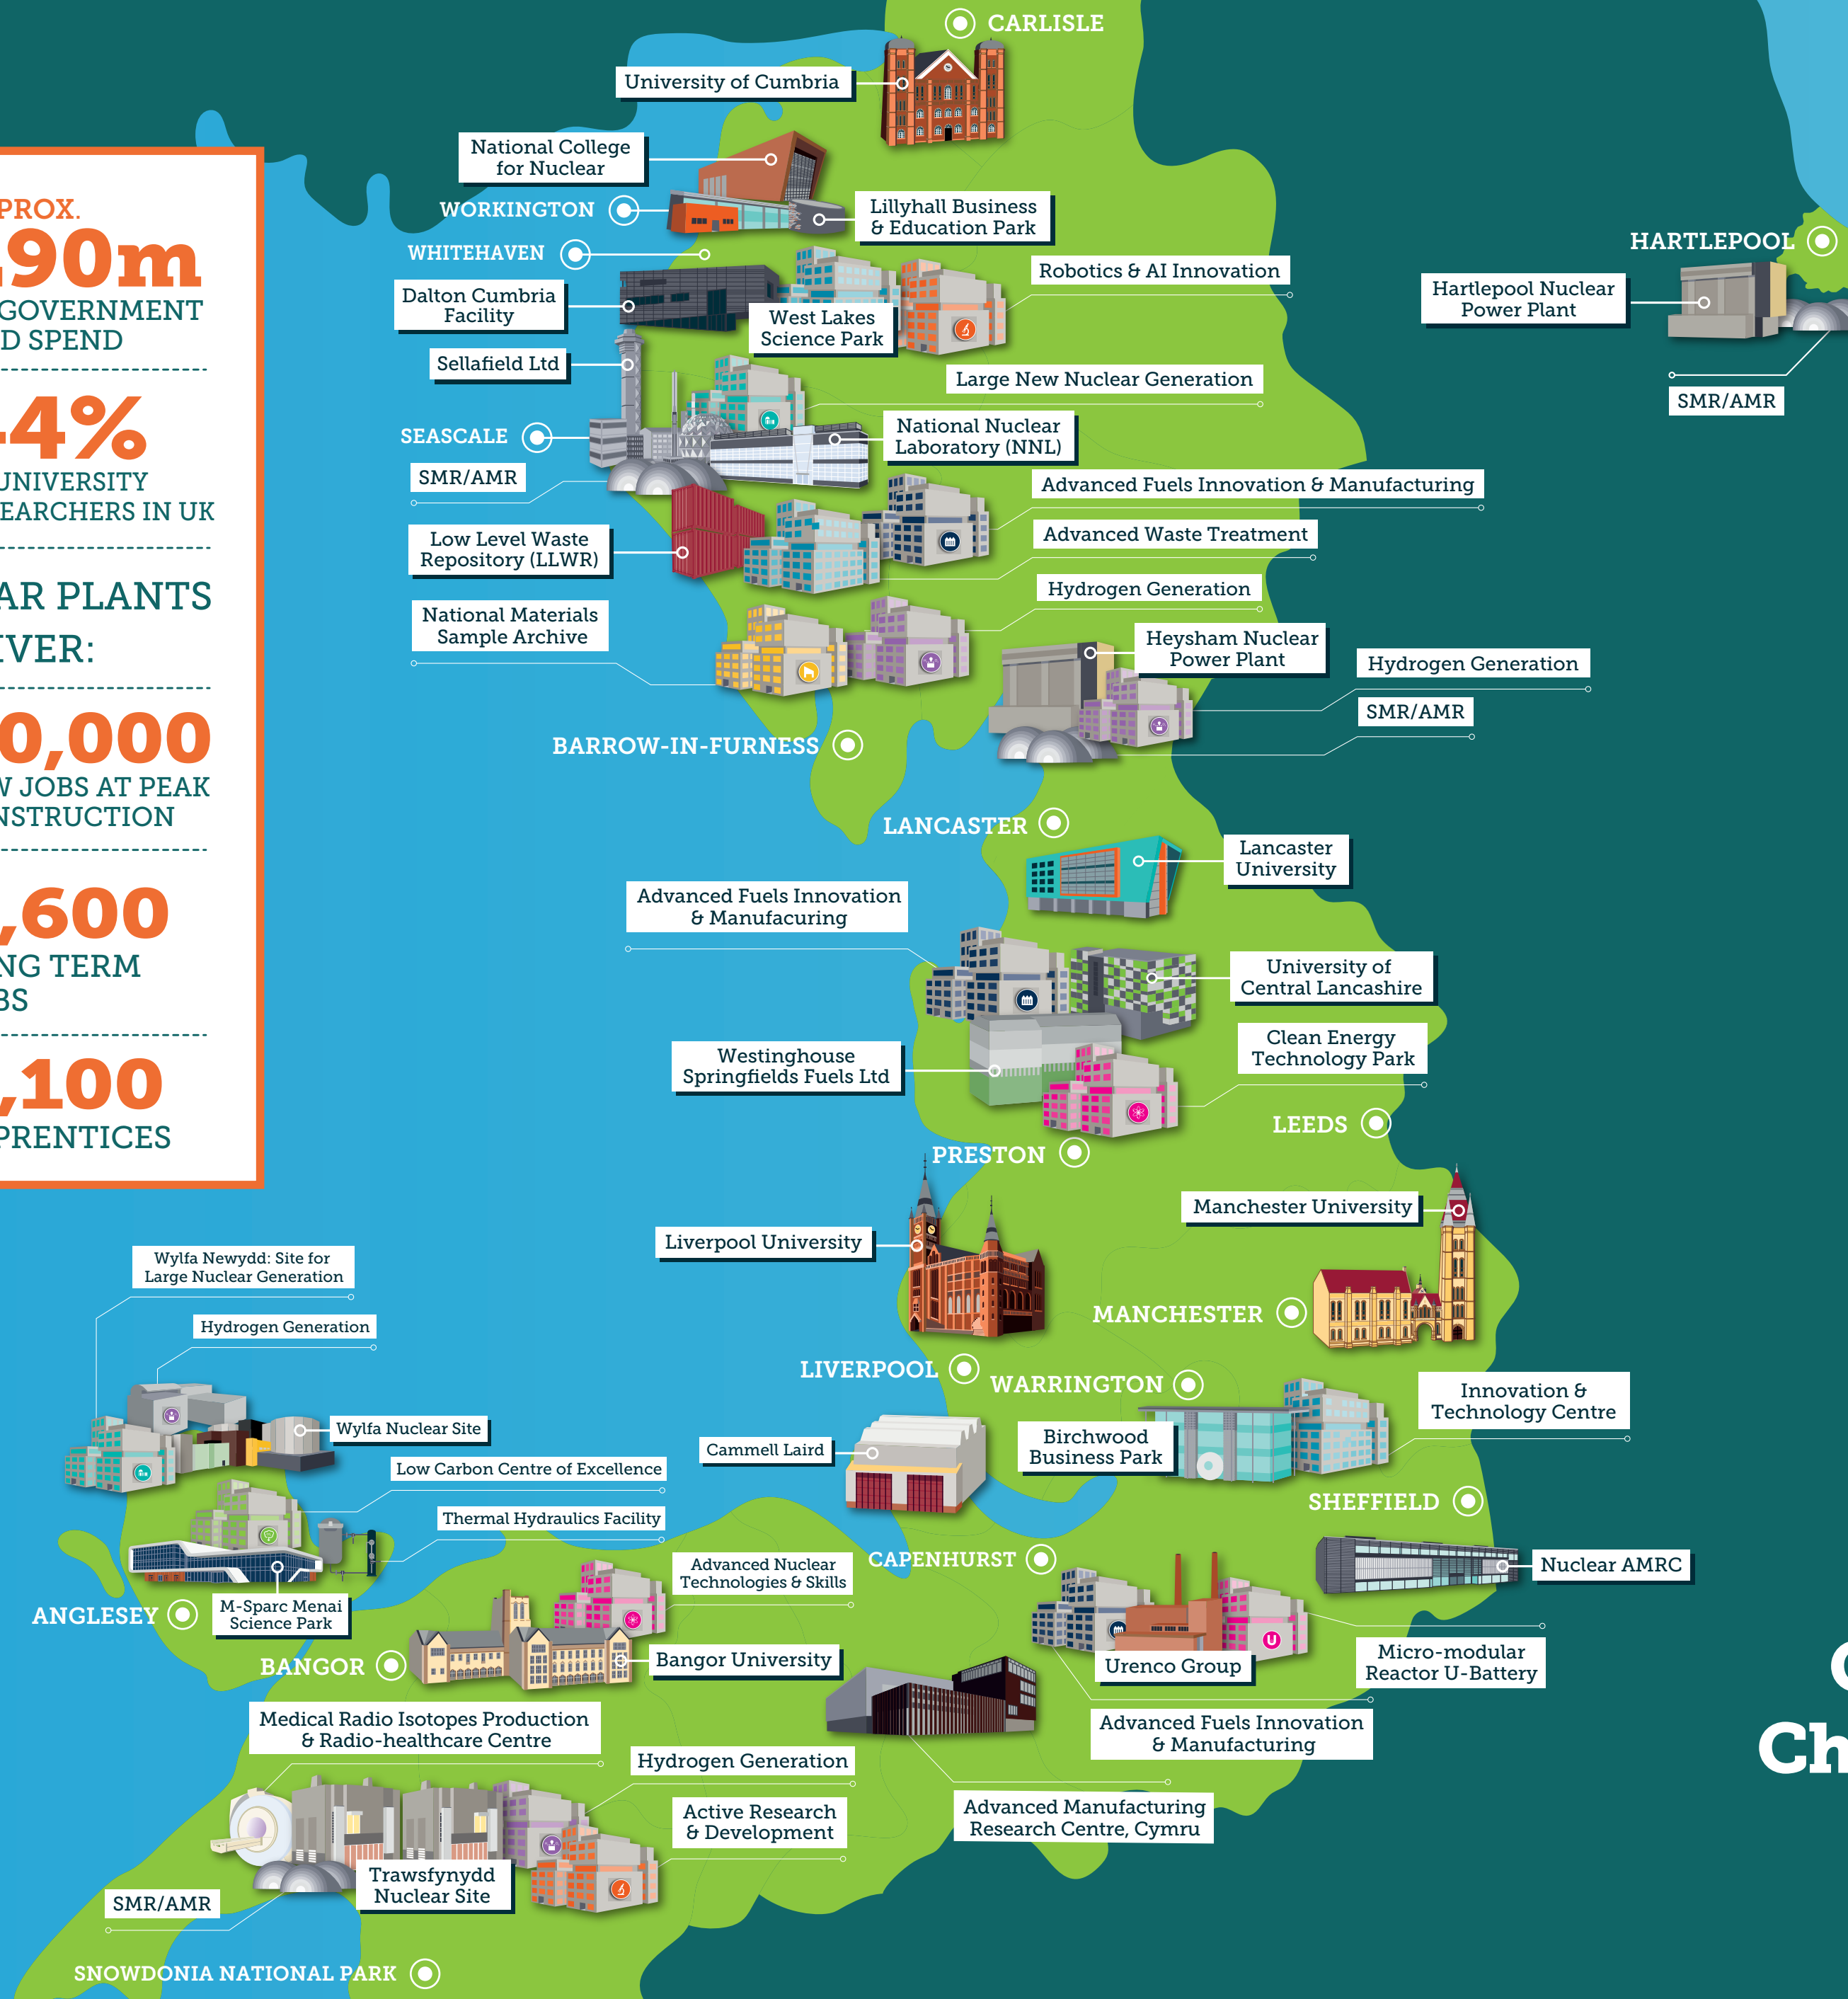 CARLISLE
University of Cumbria
National College
for Nuclear
WORKINGTON
Lillyhall Business
& Education Park
WHITEHAVEN
Robotics & AI Innovation
Dalton Cumbria
Facility
West Lakes
Science Park
Sellafield Ltd
Large New Nuclear Generation
SEASCALE
National Nuclear
Laboratory (NNL)
SMR/AMR
Advanced Fuels Innovation & Manufacturing
Low Level Waste
Repository (LLWR)
Advanced Waste Treatment
Hydrogen Generation
National Materials
Sample Archive
Heysham Nuclear
Power Plant
Hydrogen Generation
SMR/AMR
BARROW-IN-FURNESS
HARTLEPOOL
Hartlepool Nuclear
Power Plant
SMR/AMR
PROX.
90m
GOVERNMENT
D SPEND
4%
UNIVERSITY
EARCHERS IN UK
AR PLANTS
IVER:
0,000
W JOBS AT PEAK
NSTRUCTION
,600
NG TERM
BS
,100
PRENTICES
LANCASTER
Lancaster
University
Advanced Fuels Innovation
& Manufacuring
University of
Central Lancashire
Westinghouse
Springfields Fuels Ltd
Clean Energy
Technology Park
LEEDS
PRESTON
Manchester University
Liverpool University
MANCHESTER
LIVERPOOL
WARRINGTON
Innovation &
Technology Centre
Cammell Laird
Birchwood
Business Park
SHEFFIELD
Nuclear AMRC
CAPENHURST
Urenco Group
U
Micro-modular
Reactor U-Battery
Advanced Fuels Innovation
& Manufacturing
Advanced Manufacturing
Research Centre, Cymru
Wylfa Newydd: Site for
Large Nuclear Generation
Hydrogen Generation
Wylfa Nuclear Site
Low Carbon Centre of Excellence
Thermal Hydraulics Facility
ANGLESEY
M-Sparc Menai
Science Park
Advanced Nuclear
Technologies & Skills
BANGOR
Bangor University
Medical Radio Isotopes Production
& Radio-healthcare Centre
Hydrogen Generation
Active Research
& Development
Trawsfynydd
Nuclear Site
SMR/AMR
SNOWDONIA NATIONAL PARK
Ch